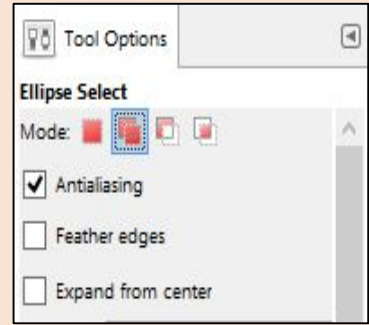 Tool Options
Ellipse Select
Mode:
Antialiasing
Feather edges
Expand from center